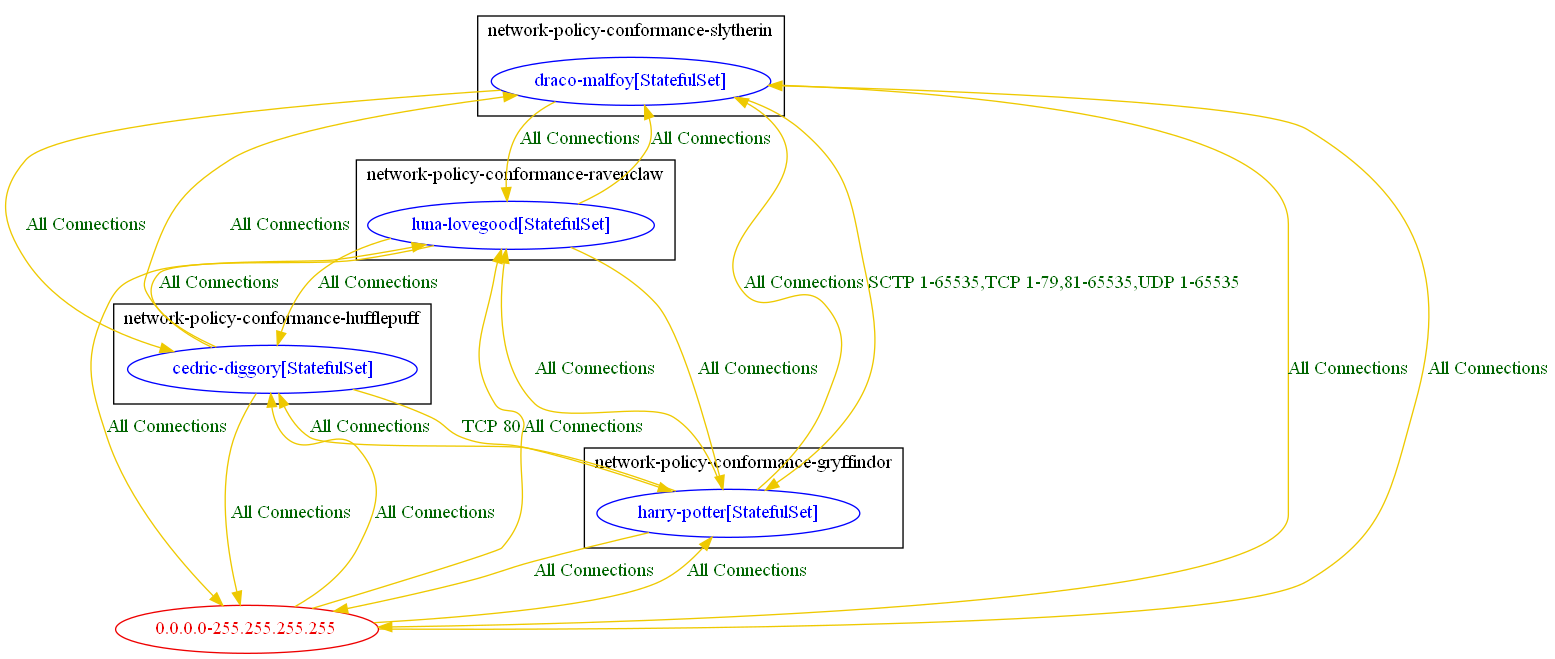 network-policy-conformance-slytherin
draco-malfoy[StatefulSet]
All Connections
All Connections
network-policy-conformance-ravenclaw
luna-lovegood[StatefulSet]
All Connections
All Connections
All Connections
All Connections
All Connections
SCTP 1-65535,TCP 1-79,81-65535,UDP 1-65535
network-policy-conformance-hufflepuff
cedric-diggory[StatefulSet]
All Connections
All Connections
All Connections
All Connections
All Connections
All Connections
TCP 80
All Connections
network-policy-conformance-gryffindor
harry-potter[StatefulSet]
All Connections
All Connections
All Connections
All Connections
0.0.0.0-255.255.255.255